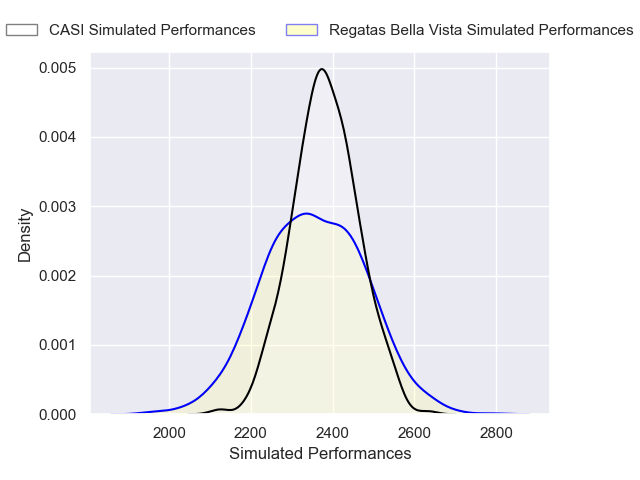 CASI Simulated Performances
Regatas Bella Vista Simulated Performances
0.005
0.004
0.003
0.002
0.001
0.000
Density
2000 2200 2400 2600 2800
Simulated Performances